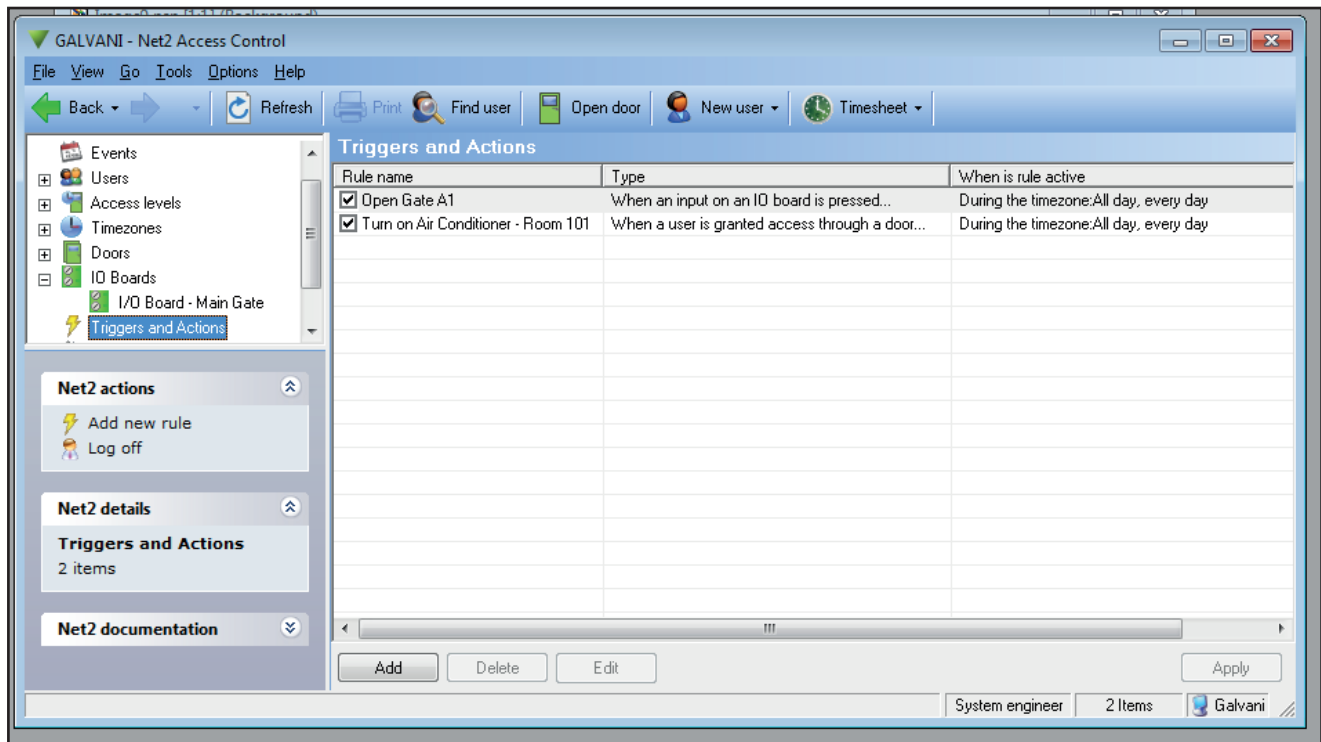 GALVANI - Net2 Access Control
File View Go Tools Options Help
Back Refresh Print Find user Open door New user Timesheet
Events
Users
Access levels
Timezones
Doors
IO Boards
I/O Board - Main Gate
Triggers and Actions
Net2 actions
Add new rule
Log off
Net2 details
Triggers and Actions
2 items
Net2 documentation
Triggers and Actions
Rule name Type When is rule active
Open Gate A1 When an input on an IO board is pressed... During the timezone:All day, every day
Turn on Air Conditioner - Room 101 When a user is granted access through a door... During the timezone:All day, every day
Add Delete Edit Apply
System engineer 2 Items Galvani